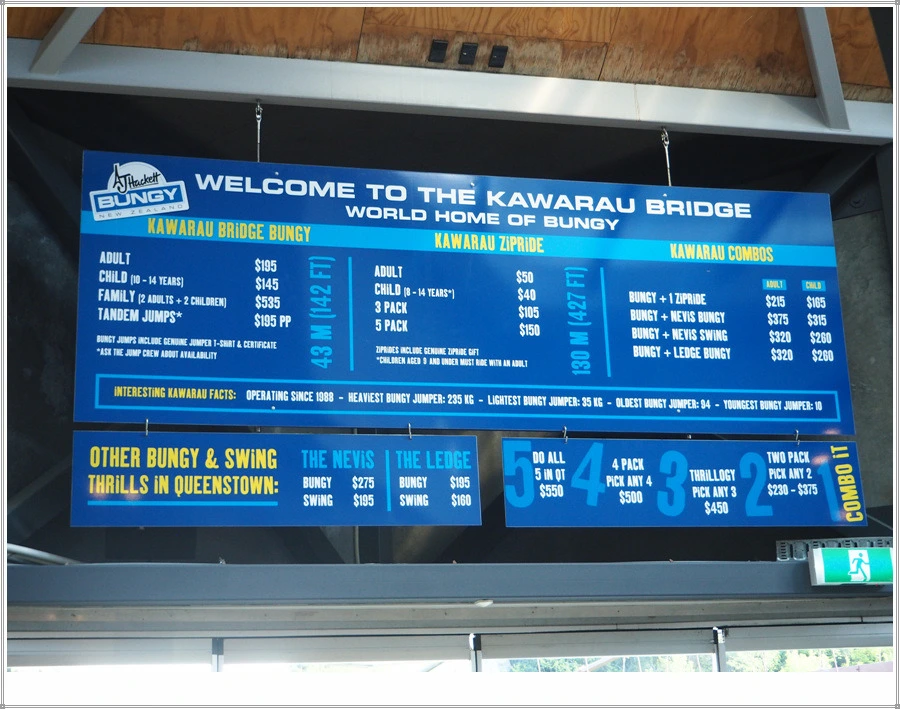 AJ Hackett
BUNGY
NEW ZEALAND
WELCOME TO THE KAWARAU BRIDGE
WORLD HOME OF BUNGY
KAWARAU BRIDGE BUNGY
ADULT $195
CHILD (10 - 14 YEARS) $145
FAMILY (2 ADULTS + 2 CHILDREN) $535
TANDEM JUMPS* $195 PP
BUNGY JUMPS INCLUDE GENUINE JUMPER T-SHIRT & CERTIFICATE
*ASK THE JUMP CREW ABOUT AVAILABILITY
43 M (142 FT)
KAWARAU ZIPRIDE
ADULT $50
CHILD (8 - 14 YEARS*) $40
3 PACK $105
5 PACK $150
ZIPRIDES INCLUDE GENUINE ZIPRIDE GIFT
*CHILDREN AGED 9 AND UNDER MUST RIDE WITH AN ADULT
130 M (427 FT)
KAWARAU COMBOS
ADULT CHILD
BUNGY + 1 ZIPRIDE $215 $165
BUNGY + NEVIS BUNGY $375 $315
BUNGY + NEVIS SWING $320 $260
BUNGY + LEDGE BUNGY $320 $260
INTERESTING KAWARAU FACTS: OPERATING SINCE 1988 - HEAVIEST BUNGY JUMPER: 235 KG - LIGHTEST BUNGY JUMPER: 35 KG - OLDEST BUNGY JUMPER: 94 - YOUNGEST BUNGY JUMPER: 10
OTHER BUNGY & SWING
THRILLS IN QUEENSTOWN:
THE NEVIS
BUNGY $275
SWING $195
THE LEDGE
BUNGY $195
SWING $160
5
DO ALL
5 IN QT
$550
4
4 PACK
PICK ANY 4
$500
3
THRILLOGY
PICK ANY 3
$450
2
TWO PACK
PICK ANY 2
$230 - $375
1
COMBO IT